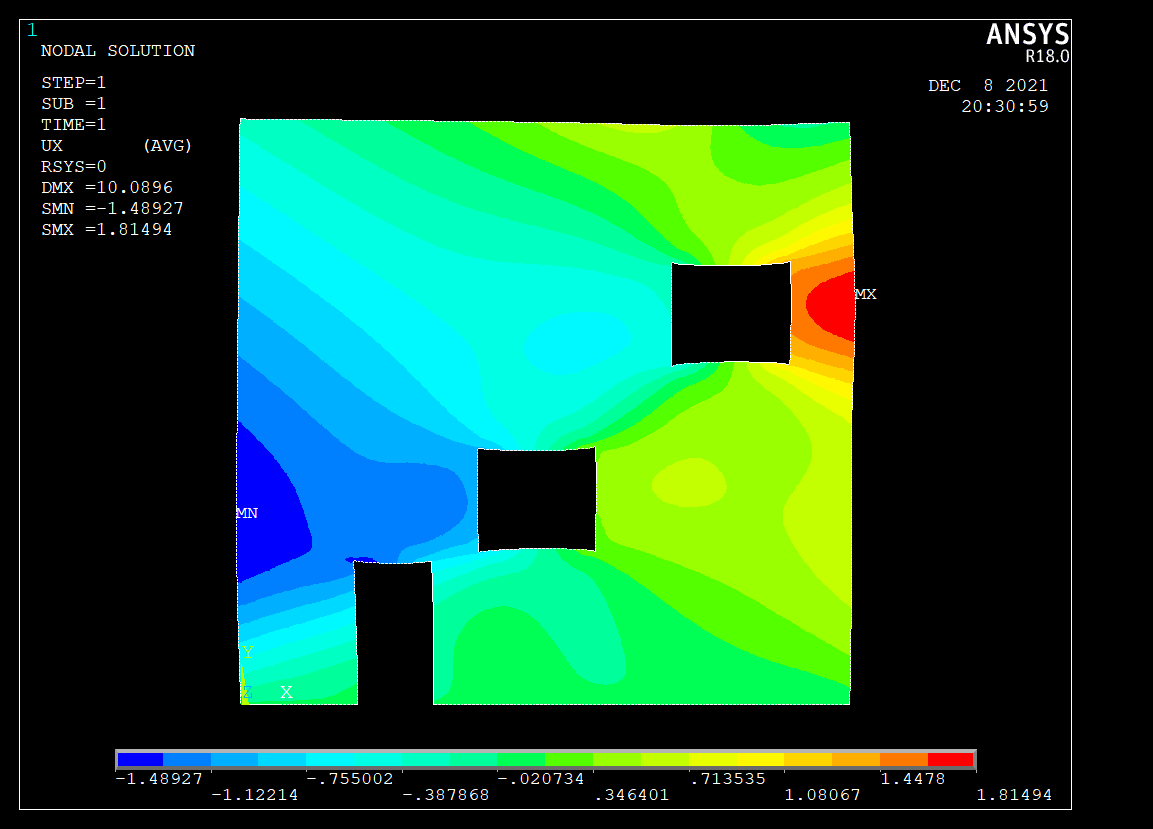 1
ANSYS
R18.0
NODAL SOLUTION
DEC 8 2021
20:30:59
STEP=1
SUB =1
TIME=1
UX (AVG)
RSYS=0
DMX =10.0896
SMN =-1.48927
SMX =1.81494
MX
MN
Y
Z X
-1.48927 -.755002 -.020734 .713535 1.4478
-1.12214 -.387868 .346401 1.08067 1.81494